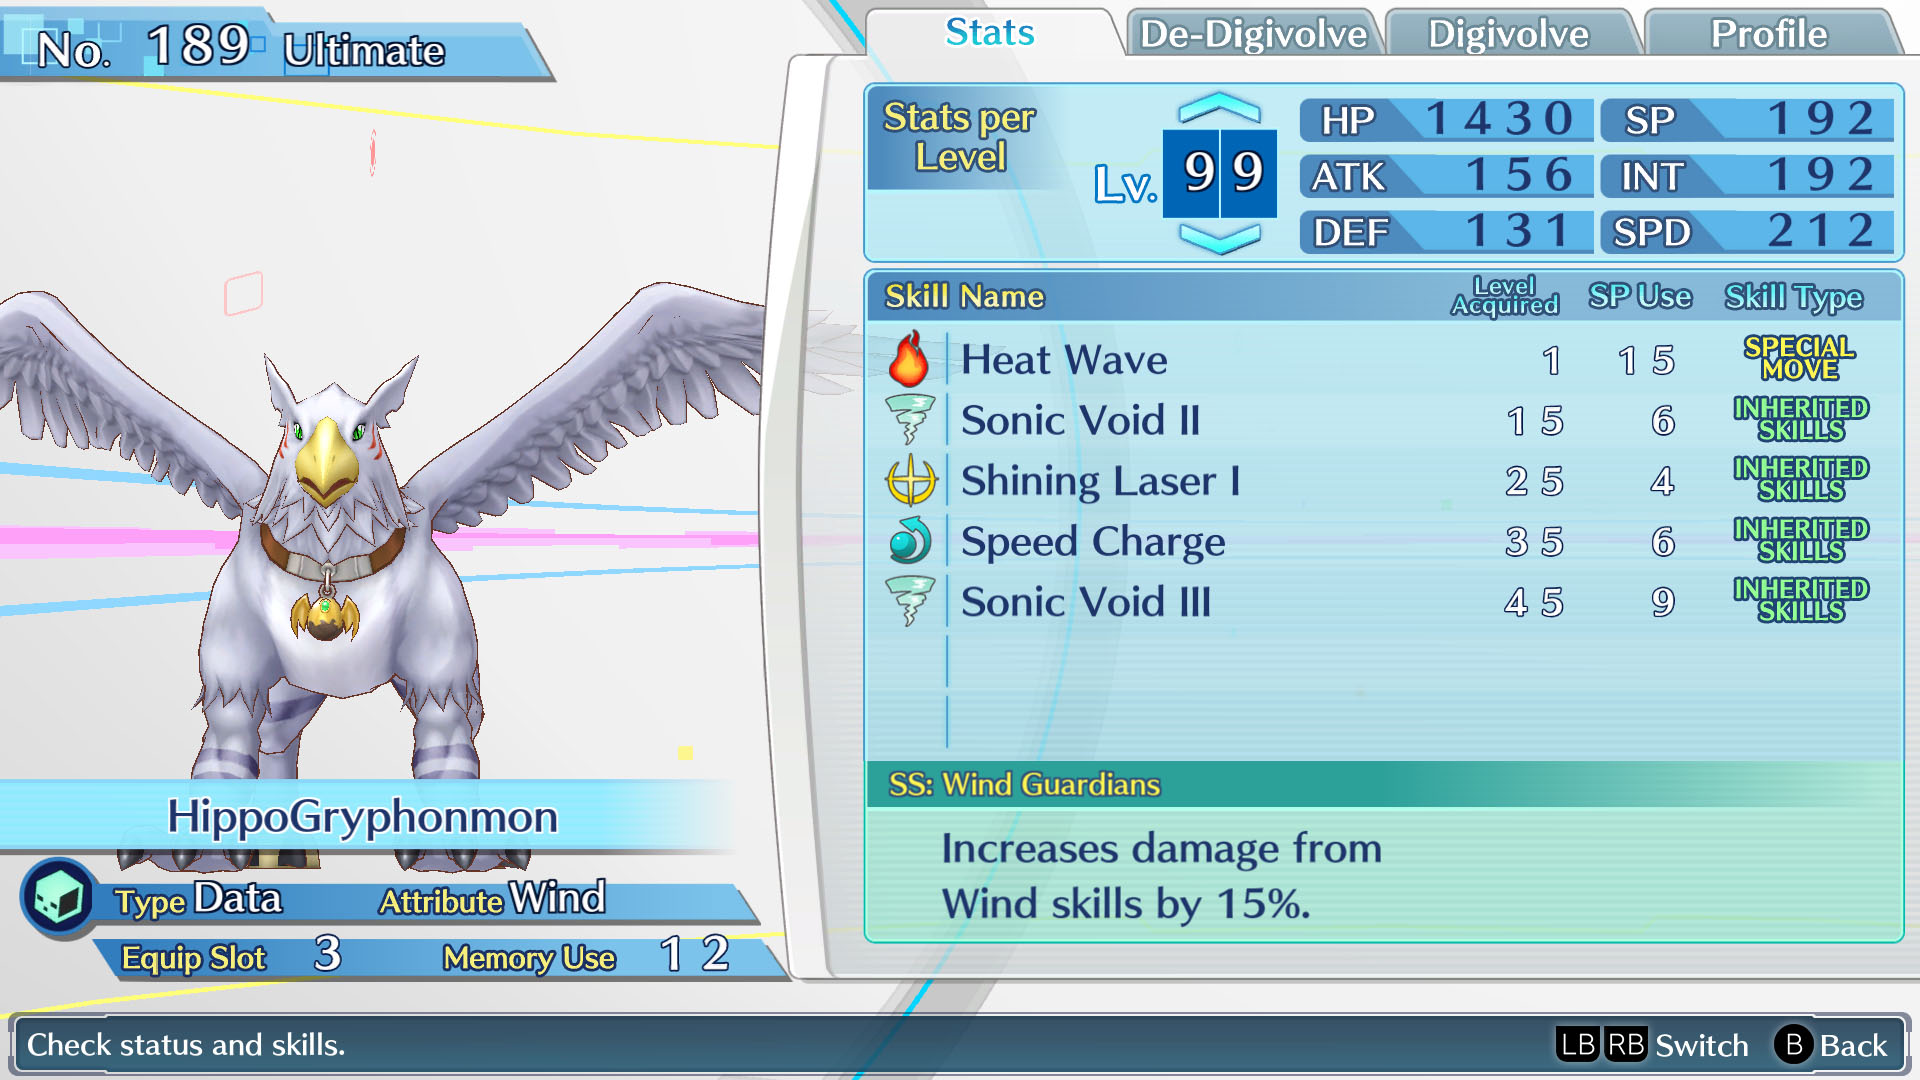 No. 189 Ultimate
Stats
De-Digivolve
Digivolve
Profile
Stats per
Level
Lv. 99
HP 1430
SP 192
ATK 156
INT 192
DEF 131
SPD 212
Skill Name
Level
Acquired
SP Use
Skill Type
Heat Wave 1 15 SPECIAL
MOVE
Sonic Void II 15 6 INHERITED
SKILLS
Shining Laser I 25 4 INHERITED
SKILLS
Speed Charge 35 6 INHERITED
SKILLS
Sonic Void III 45 9 INHERITED
SKILLS
SS: Wind Guardians
Increases damage from
Wind skills by 15%.
HippoGryphonmon
Type Data Attribute Wind
Equip Slot 3 Memory Use 12
Check status and skills.
LB RB Switch B Back